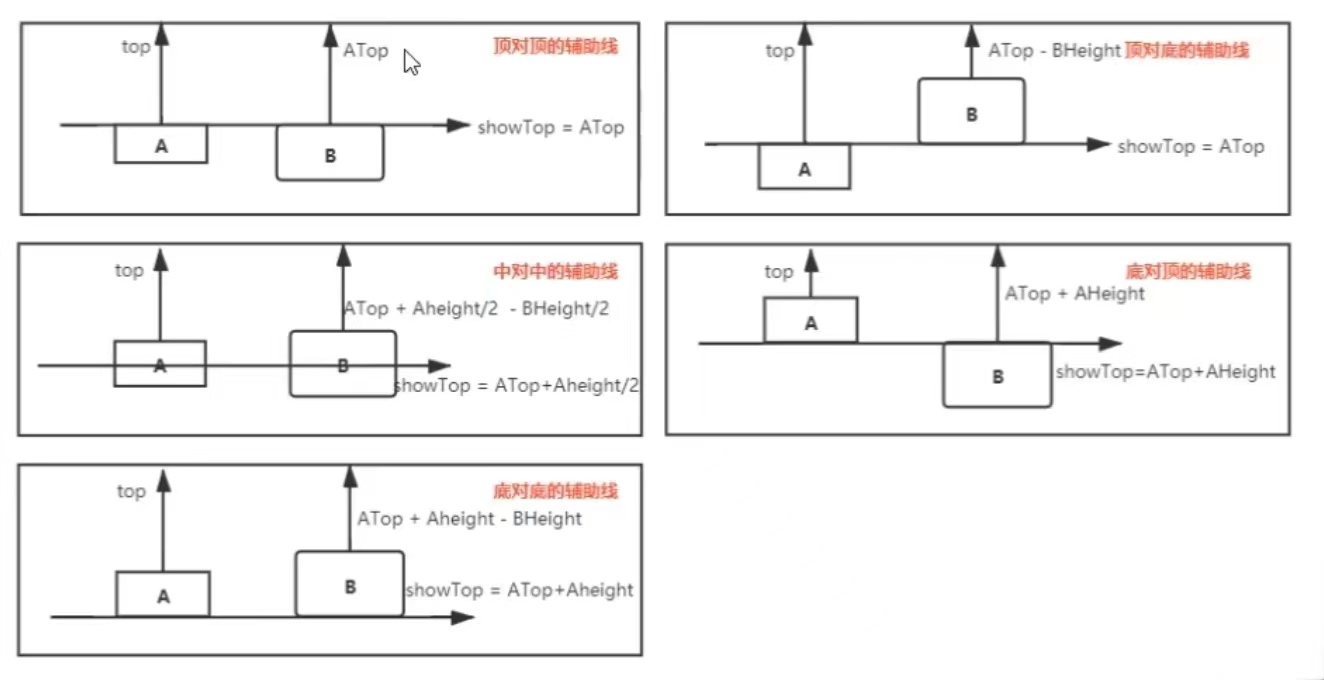 top
ATop
顶对顶的辅助线
A
B
showTop = ATop
top
ATop - BHeight 顶对底的辅助线
B
A
showTop = ATop
top
中对中的辅助线
ATop + Aheight/2 - BHeight/2
A
B
showTop = ATop+Aheight/2
top
底对顶的辅助线
ATop + AHeight
A
B
showTop=ATop+AHeight
top
底对底的辅助线
ATop + Aheight - BHeight
A
B
showTop = ATop+Aheight